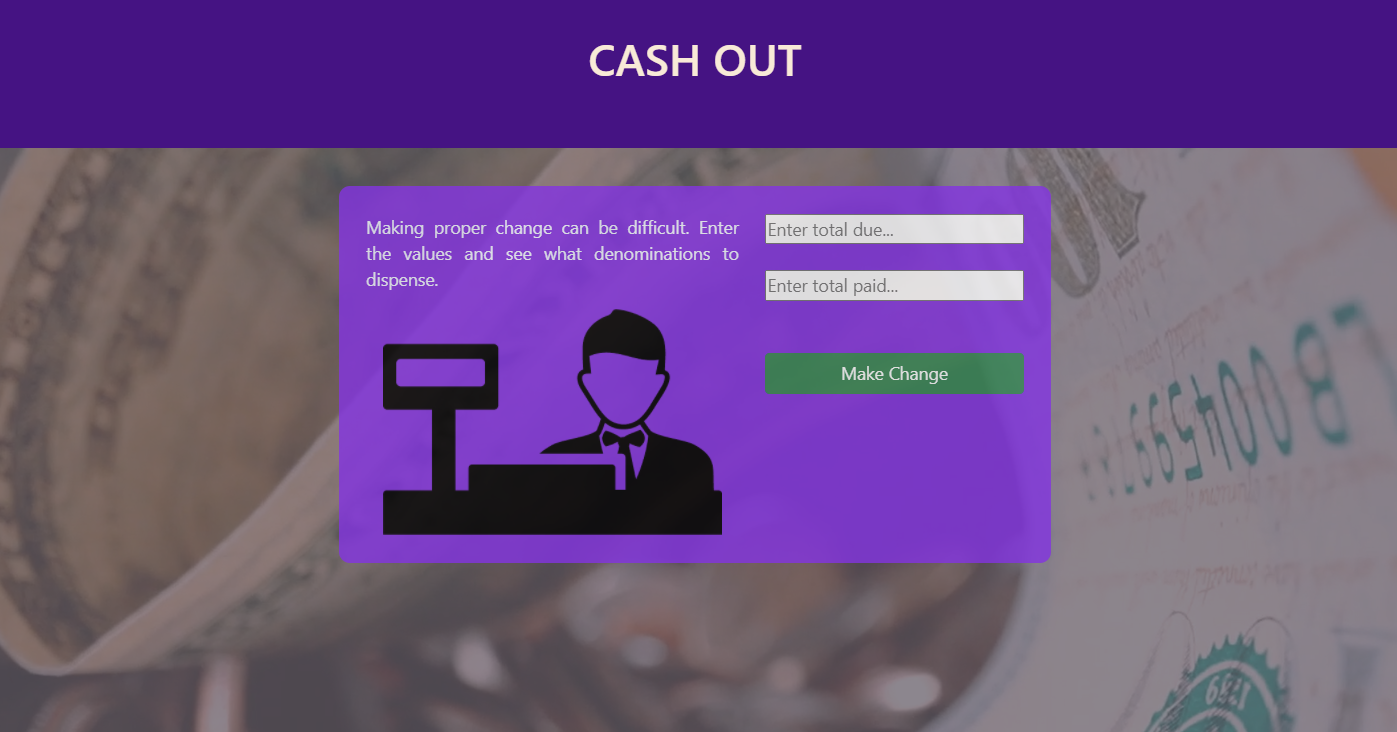 CASH OUT
Making proper change can be difficult. Enter
the values and see what denominations to
dispense.
Enter total due...
Enter total paid...
Make Change